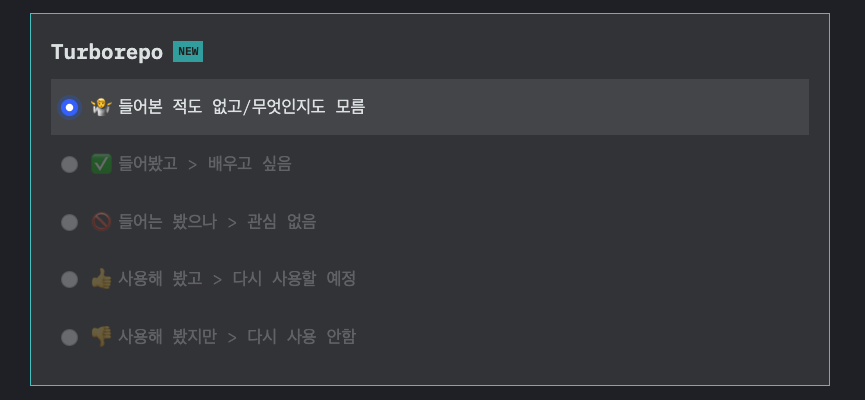 Turborepo NEW
🤷 들어본 적도 없고/무엇인지도 모름
✅ 들어봤고 > 배우고 싶음
🚫 들어는 봤으나 > 관심 없음
👍 사용해 봤고 > 다시 사용할 예정
👎 사용해 봤지만 > 다시 사용 안함